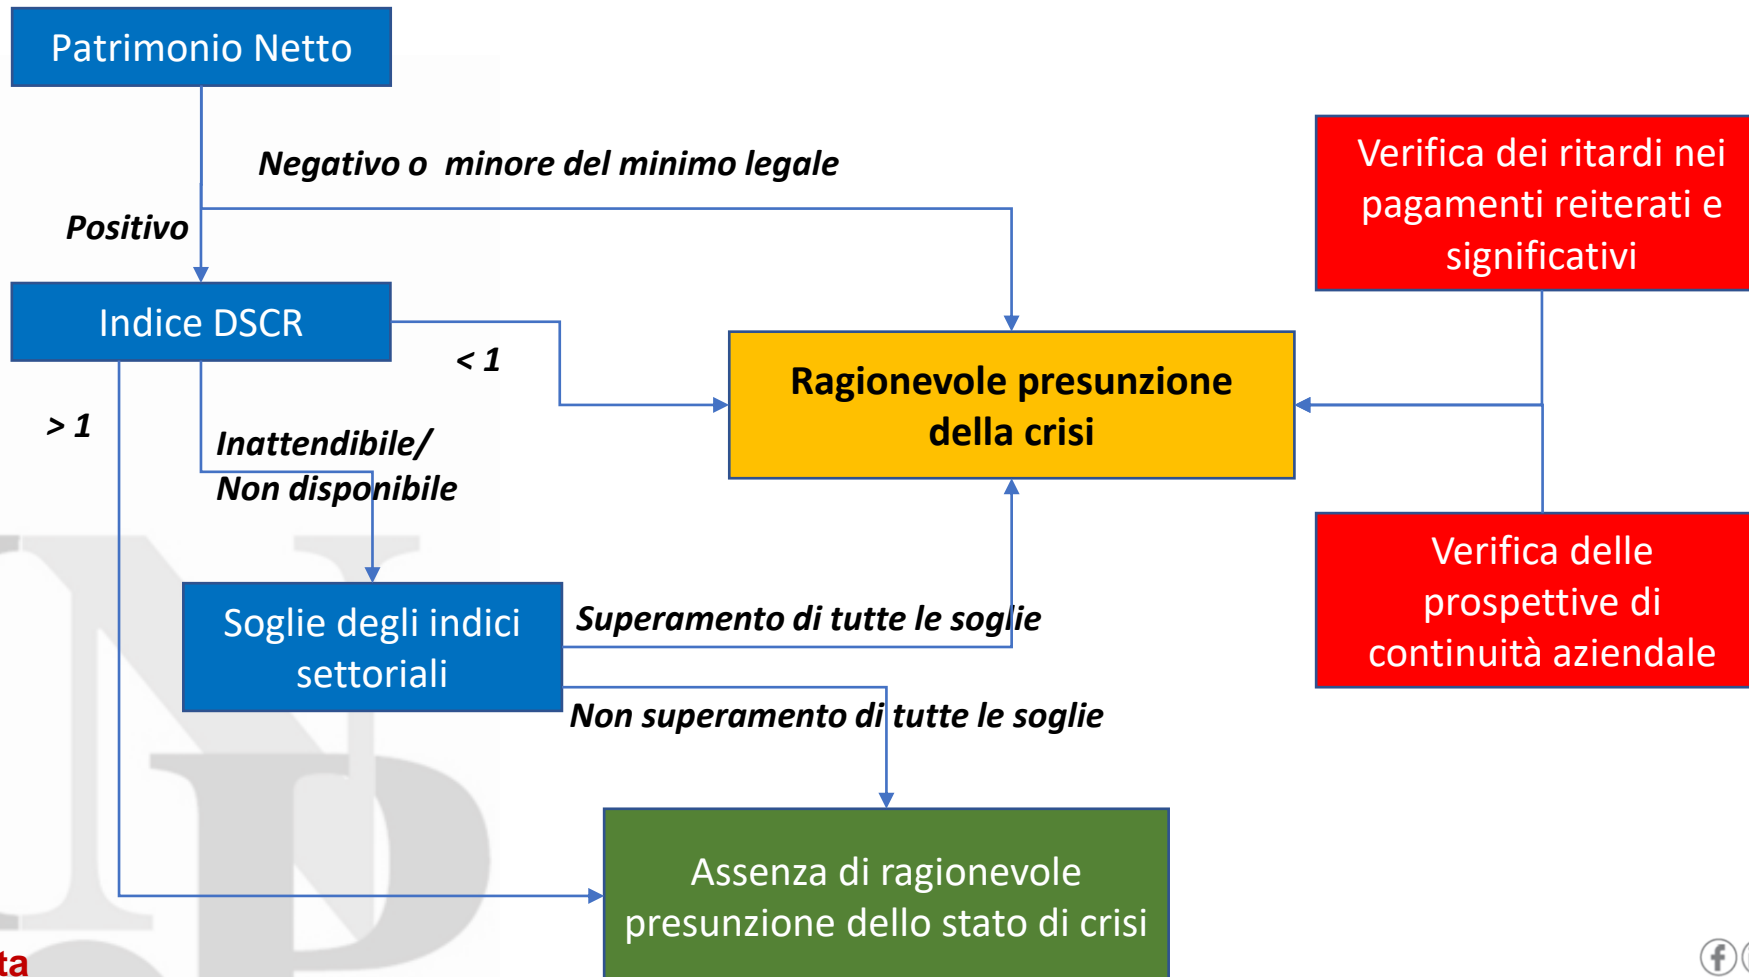 Patrimonio Netto
Negativo o minore del minimo legale
Positivo
Verifica dei ritardi nei
pagamenti reiterati e
significativi
Indice DSCR
< 1
> 1
Ragionevole presunzione
della crisi
Inattendibile/
Non disponibile
Soglie degli indici
settoriali
Superamento di tutte le soglie
Non superamento di tutte le soglie
Verifica delle
prospettive di
continuità aziendale
Assenza di ragionevole
presunzione dello stato di crisi
ta